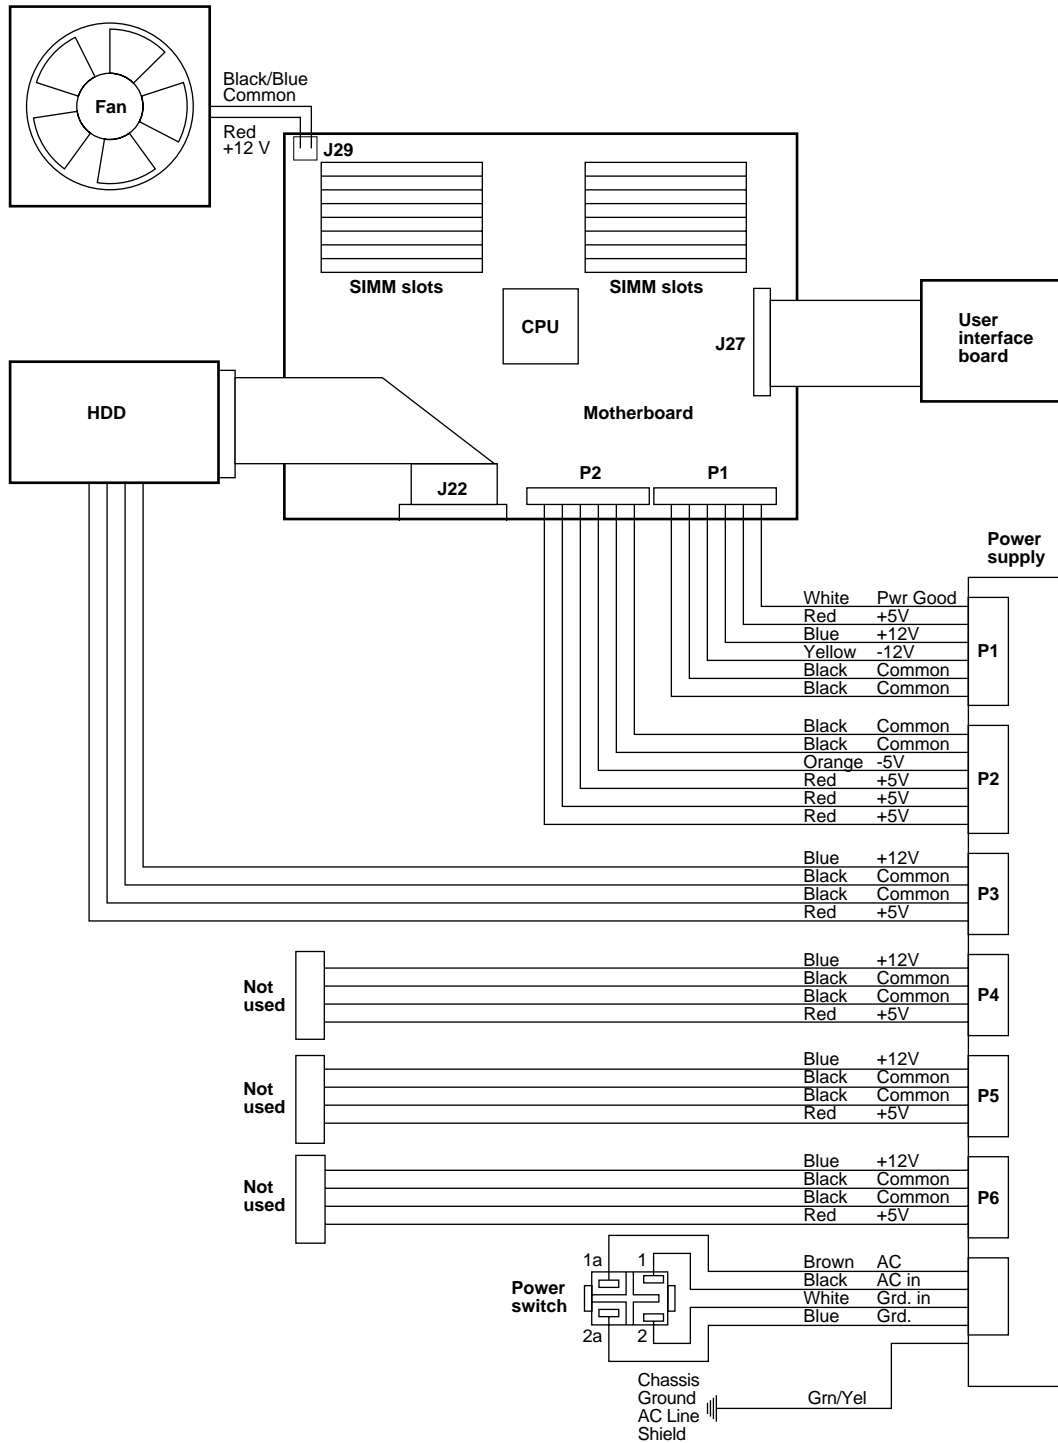 Black/Blue
Common
Fan
Red
+12 V
J29
SIMM slots
SIMM slots
CPU
J27
User
interface
board
HDD
Motherboard
J22
P2
P1
Power
supply
White Pwr Good
Red +5V
Blue +12V
Yellow -12V
Black Common
Black Common
P1
Black Common
Black Common
Orange -5V
Red +5V
Red +5V
Red +5V
P2
Blue +12V
Black Common
Black Common
Red +5V
P3
Not
used
Blue +12V
Black Common
Black Common
Red +5V
P4
Not
used
Blue +12V
Black Common
Black Common
Red +5V
P5
Not
used
Blue +12V
Black Common
Black Common
Red +5V
P6
Power
switch
1a 1
2a 2
Brown AC
Black AC in
White Grd. in
Blue Grd.
Chassis
Ground
AC Line
Shield
Grn/Yel